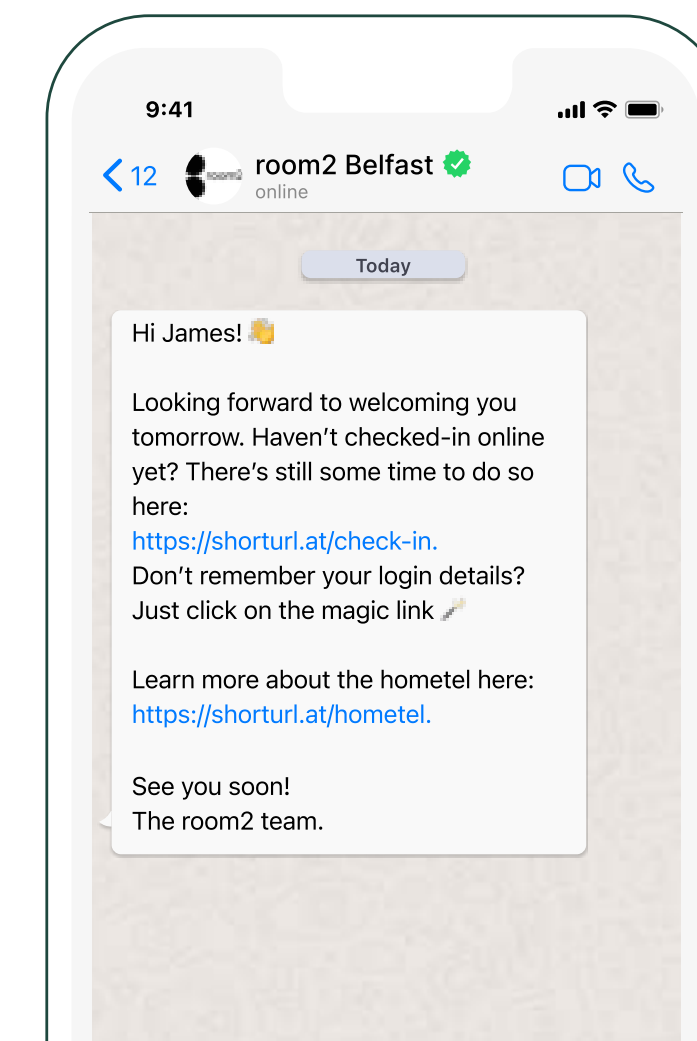 9:41
12
room2 Belfast
online
room2
Today
Hi James! 👋
Looking forward to welcoming you
tomorrow. Haven’t checked-in online
yet? There’s still some time to do so
here:
https://shorturl.at/check-in.
Don’t remember your login details?
Just click on the magic link 🪄
Learn more about the hometel here:
https://shorturl.at/hometel.
See you soon!
The room2 team.